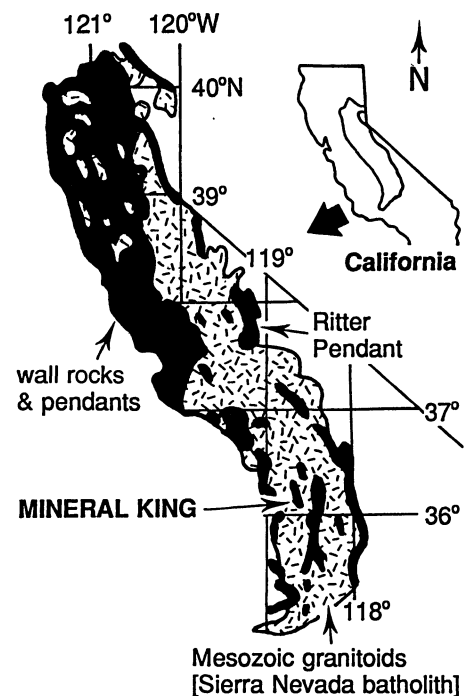 121° 120°W
N
40°N
39°
119°
California
Ritter
Pendant
wall rocks
& pendants
37°
MINERAL KING
36°
118°
Mesozoic granitoids
[Sierra Nevada batholith]